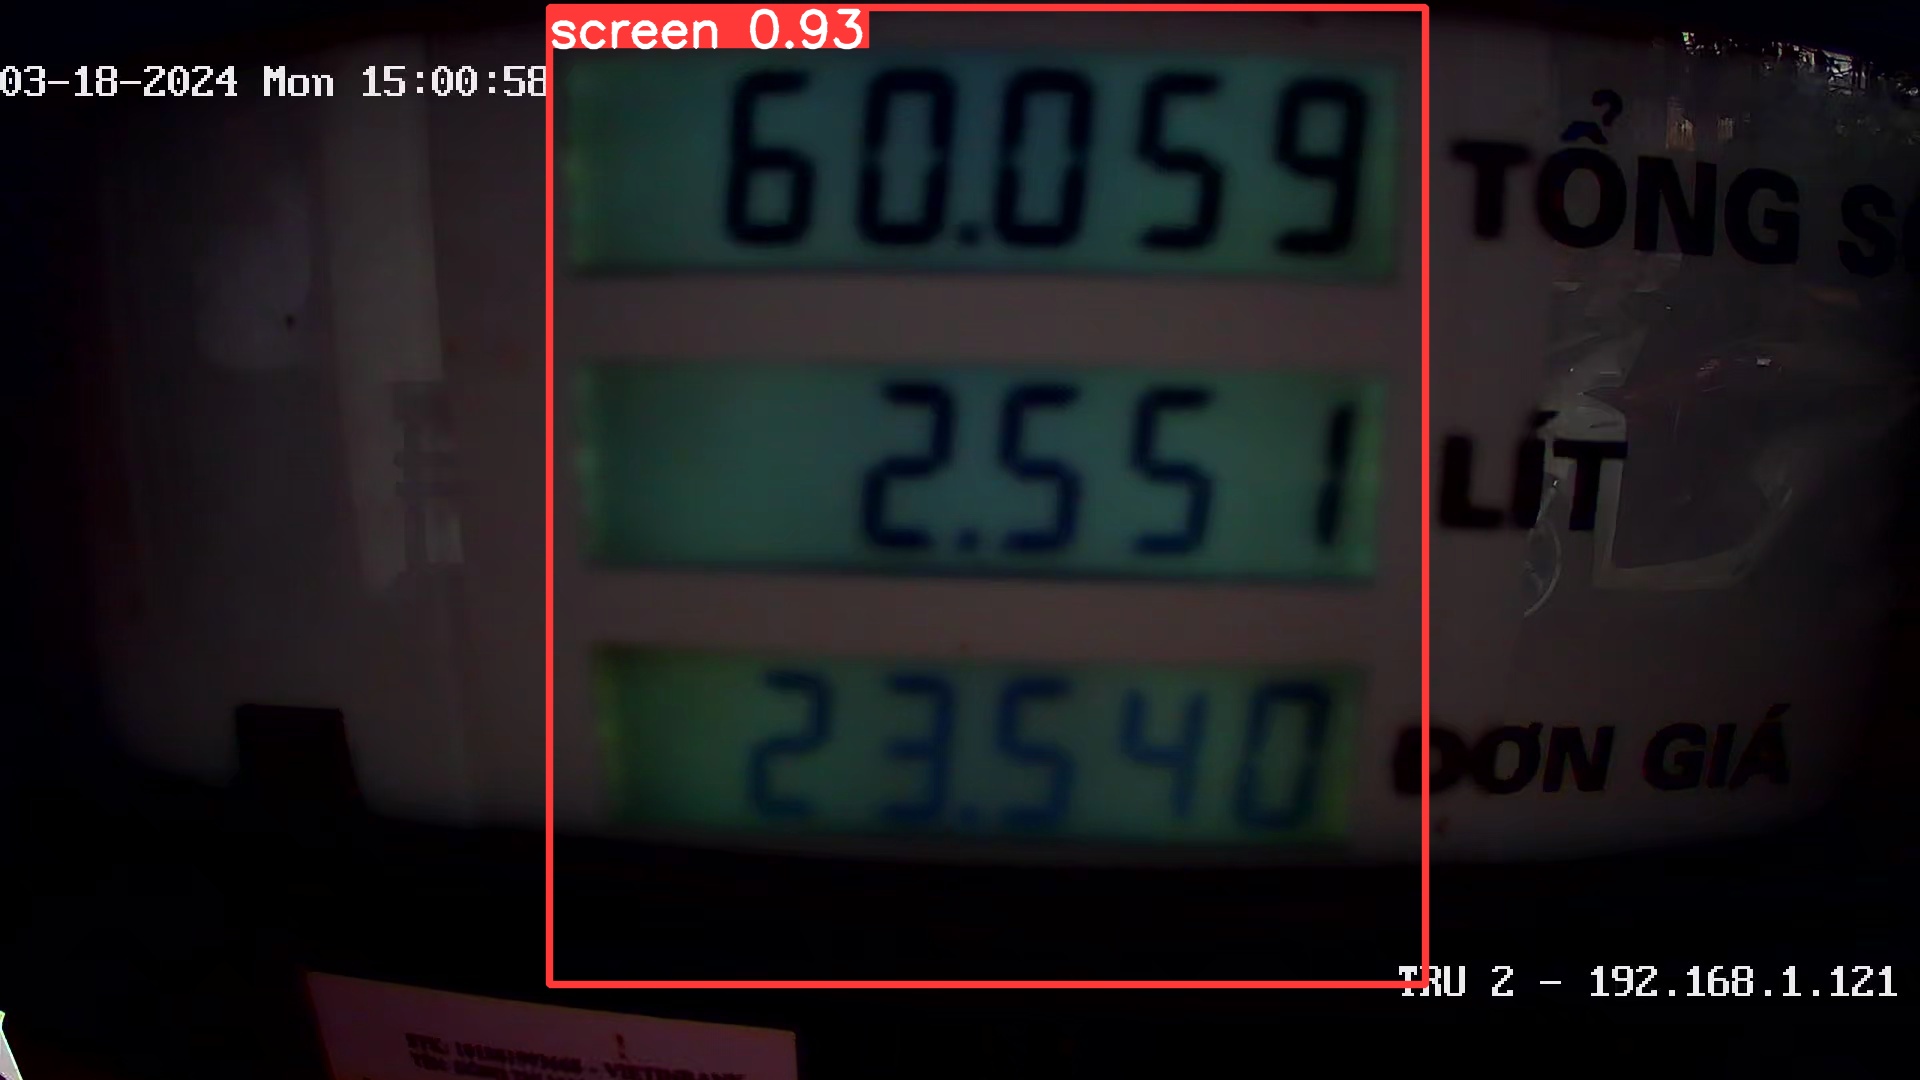 screen 0.93
03-18-2024 Mon 15:00:58
60.059
TỔNG
2.551
LÍT
23.540
ĐƠN GIÁ
TRU 2 - 192.168.1.121